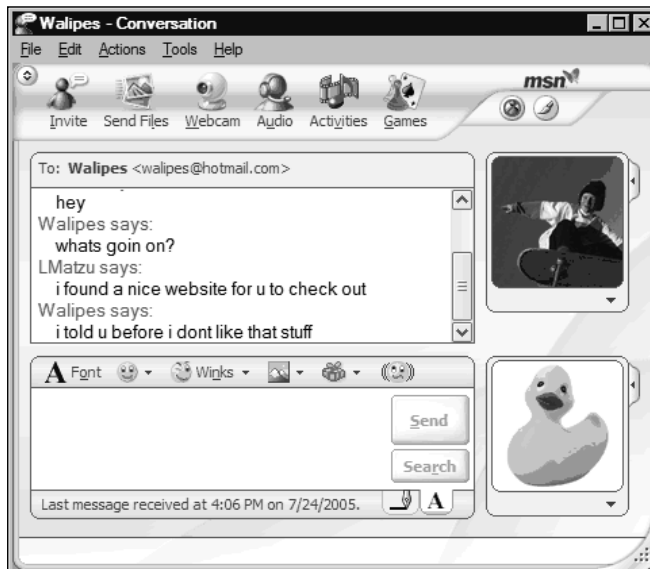 Walipes - Conversation
File Edit Actions Tools Help
Invite Send Files Webcam Audio Activities Games
msn
To: Walipes <walipes@hotmail.com>
hey
Walipes says:
whats goin on?
LMatzu says:
i found a nice website for u to check out
Walipes says:
i told u before i dont like that stuff
A Font Winks
Send
Search
Last message received at 4:06 PM on 7/24/2005.
A